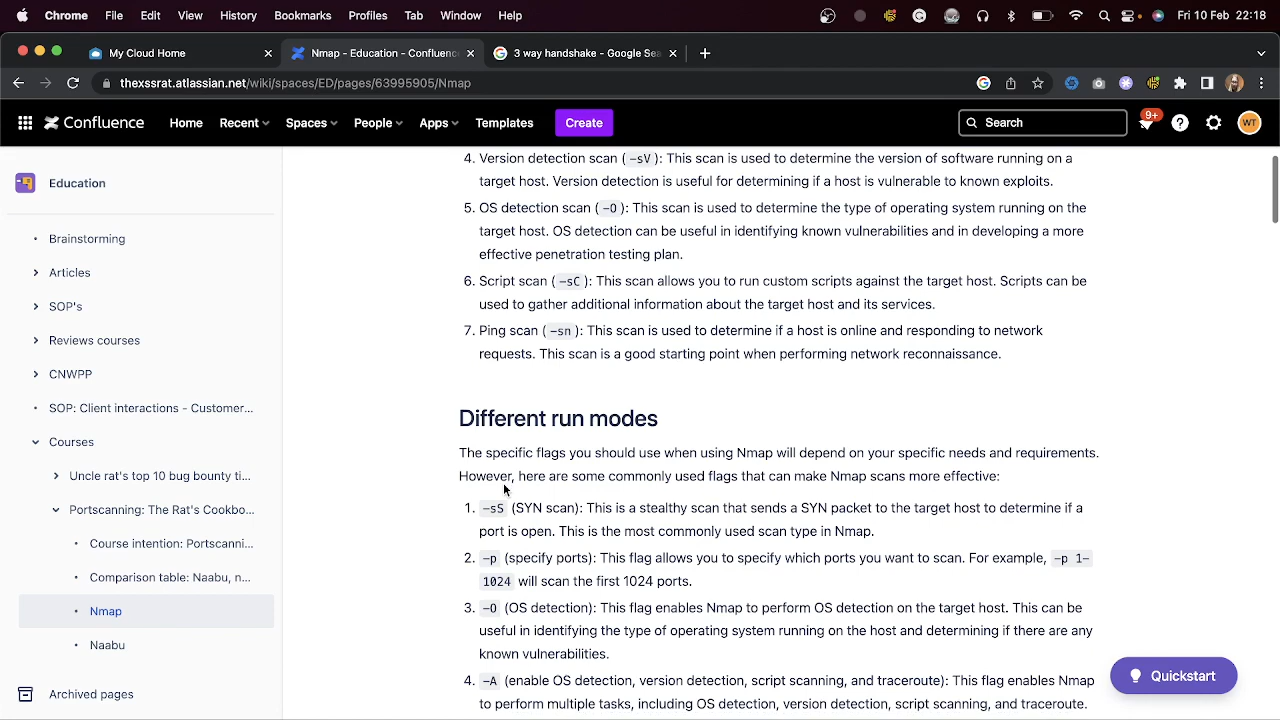 Chrome File Edit View History Bookmarks Profiles Tab Window Help Fri 10 Feb 22:18
My Cloud Home Nmap - Education - Confluenc 3 way handshake - Google Sea
thexssrat.atlassian.net/wiki/spaces/ED/pages/63995905/Nmap
Confluence Home Recent Spaces People Apps Templates Create Search 9+ WT
Education
Brainstorming
Articles
SOP's
Reviews courses
CNWPP
SOP: Client interactions - Customer...
Courses
Uncle rat's top 10 bug bounty ti...
Portscanning: The Rat's Cookbo...
Course intention: Portscanni...
Comparison table: Naabu, n...
Nmap
Naabu
Archived pages
4. Version detection scan ( -sV ): This scan is used to determine the version of software running on a
target host. Version detection is useful for determining if a host is vulnerable to known exploits.
5. OS detection scan ( -O ): This scan is used to determine the type of operating system running on the
target host. OS detection can be useful in identifying known vulnerabilities and in developing a more
effective penetration testing plan.
6. Script scan ( -sC ): This scan allows you to run custom scripts against the target host. Scripts can be
used to gather additional information about the target host and its services.
7. Ping scan ( -sn ): This scan is used to determine if a host is online and responding to network
requests. This scan is a good starting point when performing network reconnaissance.
Different run modes
The specific flags you should use when using Nmap will depend on your specific needs and requirements.
However, here are some commonly used flags that can make Nmap scans more effective:
1. -sS (SYN scan): This is a stealthy scan that sends a SYN packet to the target host to determine if a
port is open. This is the most commonly used scan type in Nmap.
2. -p (specify ports): This flag allows you to specify which ports you want to scan. For example, -p 1-
1024 will scan the first 1024 ports.
3. -O (OS detection): This flag enables Nmap to perform OS detection on the target host. This can be
useful in identifying the type of operating system running on the host and determining if there are any
known vulnerabilities.
4. -A (enable OS detection, version detection, script scanning, and traceroute): This flag enables Nmap
to perform multiple tasks, including OS detection, version detection, script scanning, and traceroute.
Quickstart